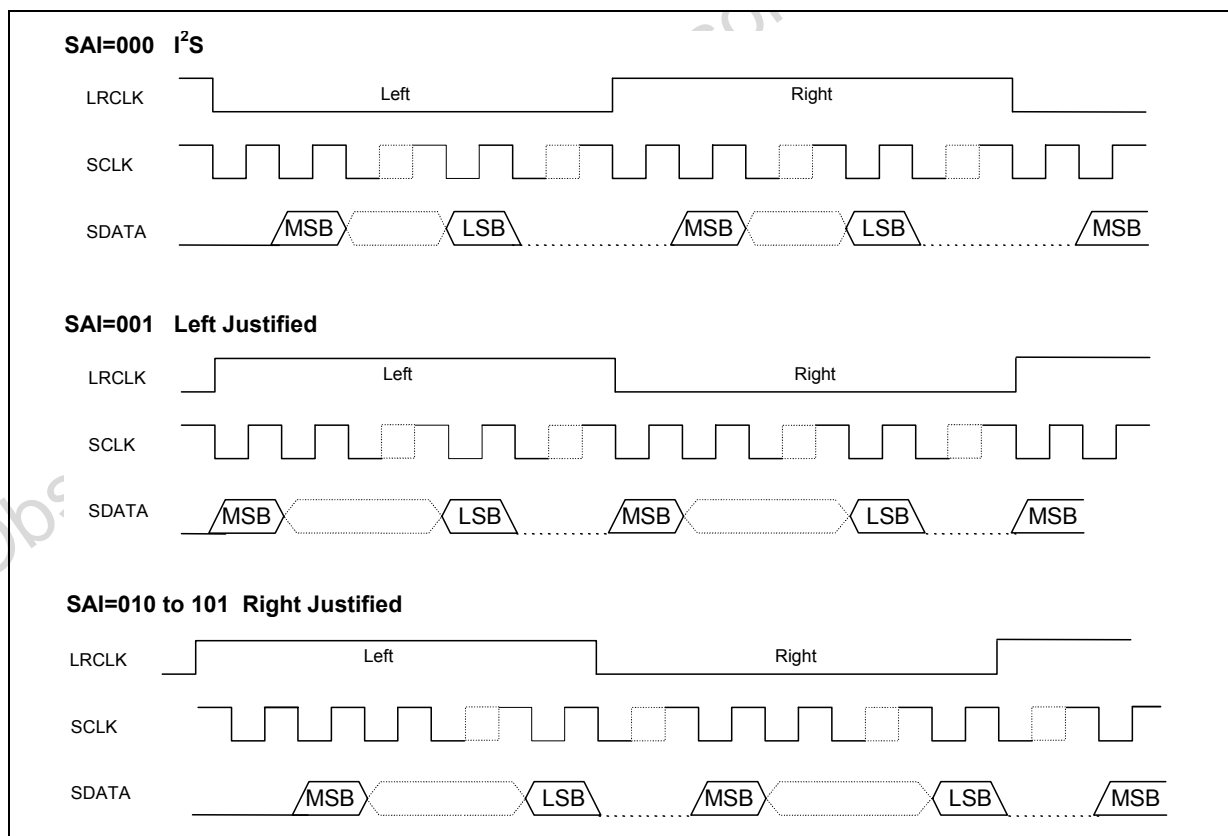 SAI=000 I²S
LRCLK Left Right
SCLK
SDATA MSB LSB MSB LSB MSB
SAI=001 Left Justified
LRCLK Left Right
SCLK
SDATA MSB LSB MSB LSB MSB
SAI=010 to 101 Right Justified
LRCLK Left Right
SCLK
SDATA MSB LSB MSB LSB MSB